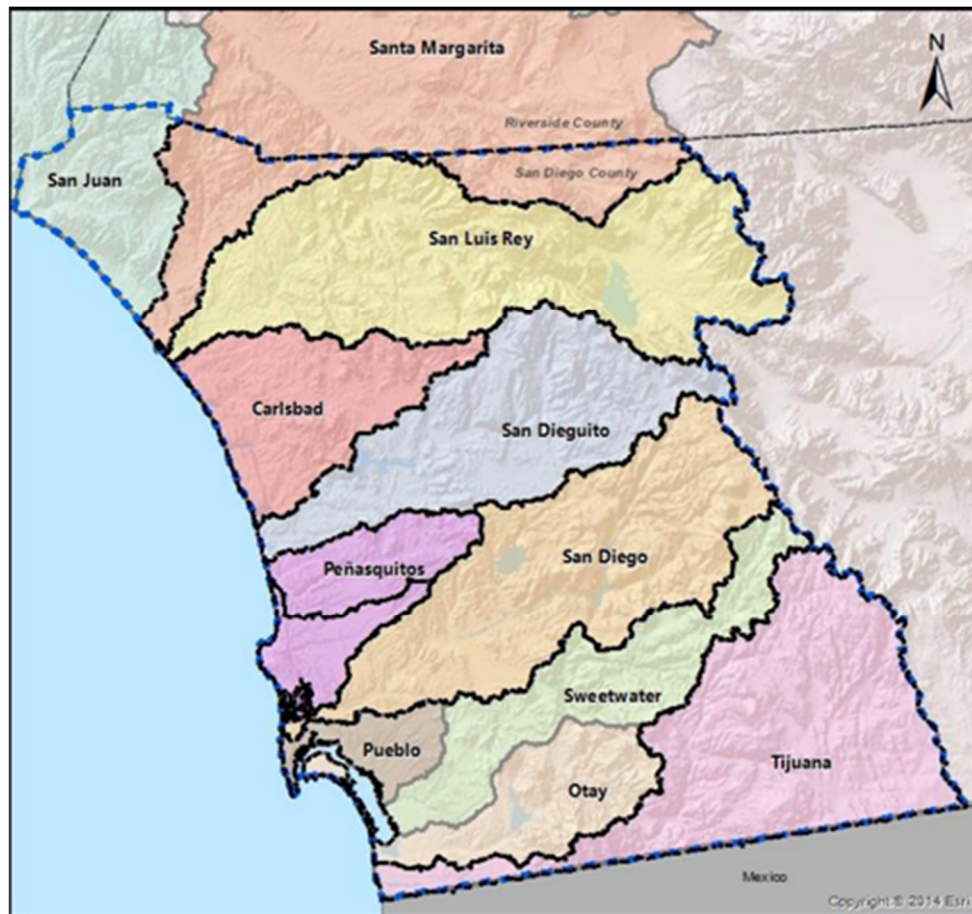 Santa Margarita
N
Riverside County
San Diego County
San Juan
San Luis Rey
Carlsbad
San Dieguito
Peñasquitos
San Diego
Sweetwater
Pueblo
Otay
Tijuana
Mexico
Copyright:© 2014 Esri